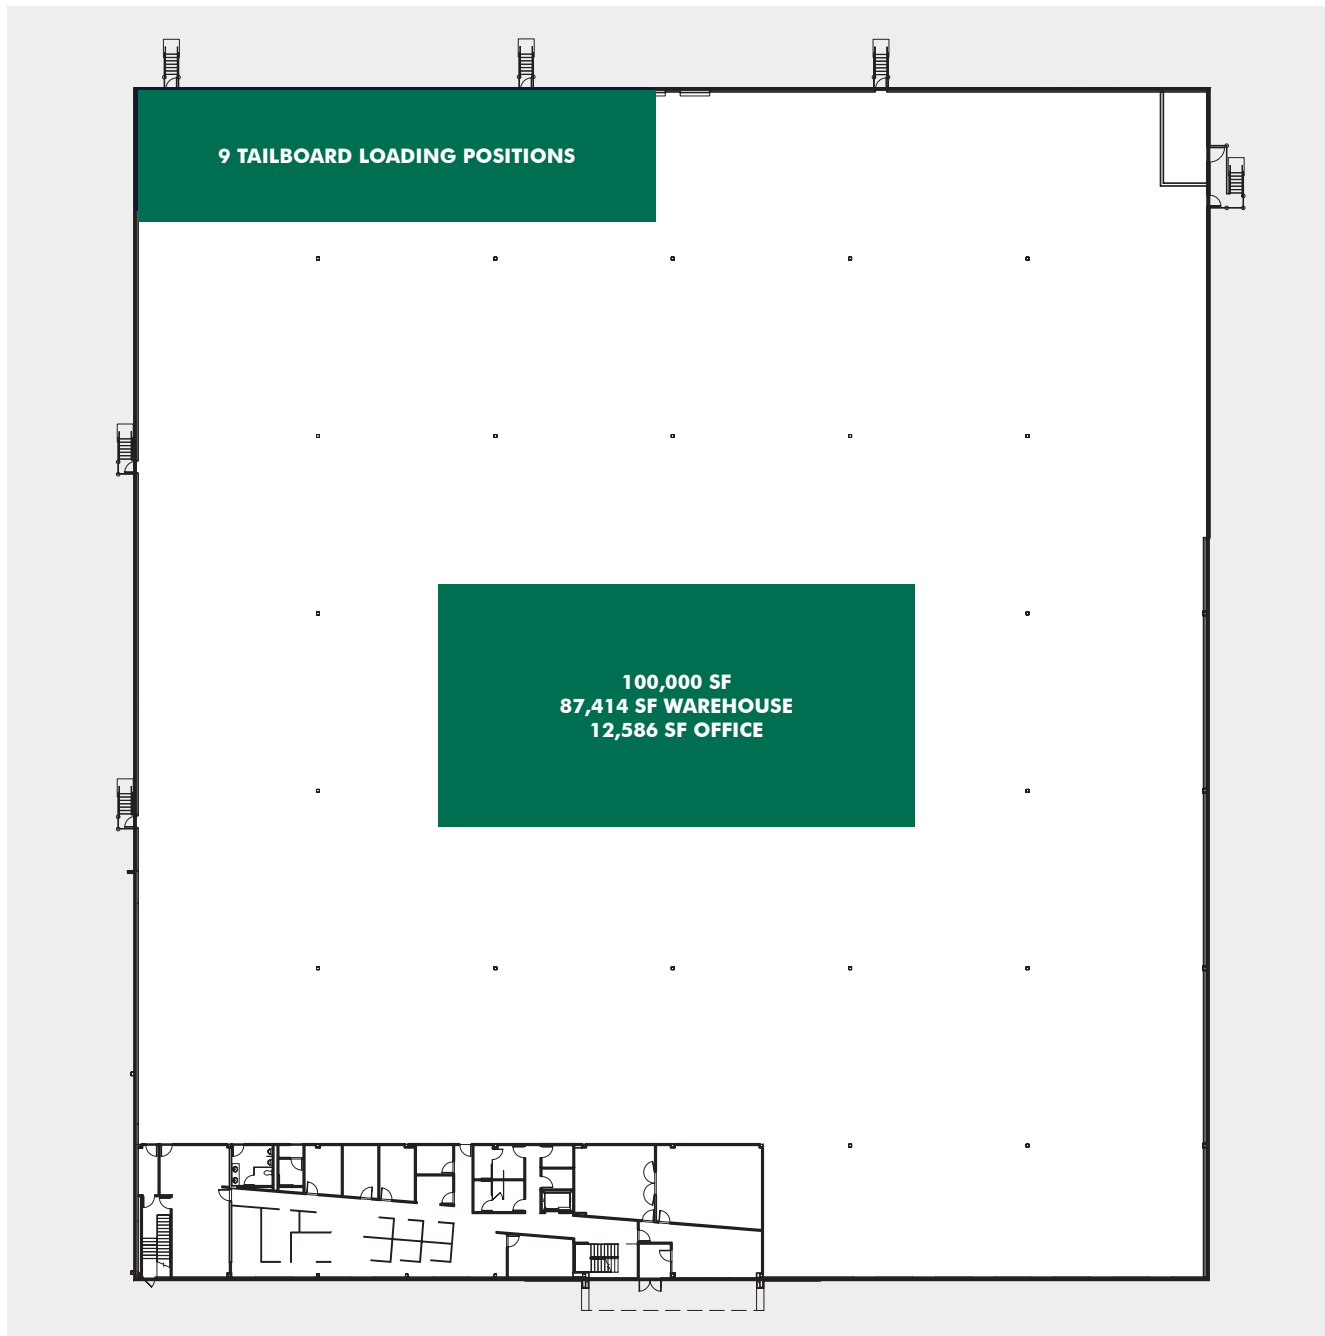 9 TAILBOARD LOADING POSITIONS
100,000 SF
87,414 SF WAREHOUSE
12,586 SF OFFICE